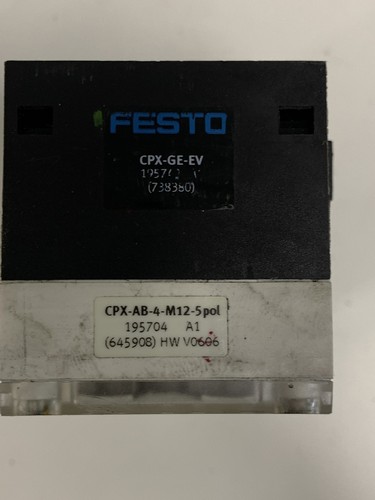 FESTO
CPX-GE-EV
(738380)
CPX-AB-4-M12-5pol
195704 A1
(645908) HW V0606